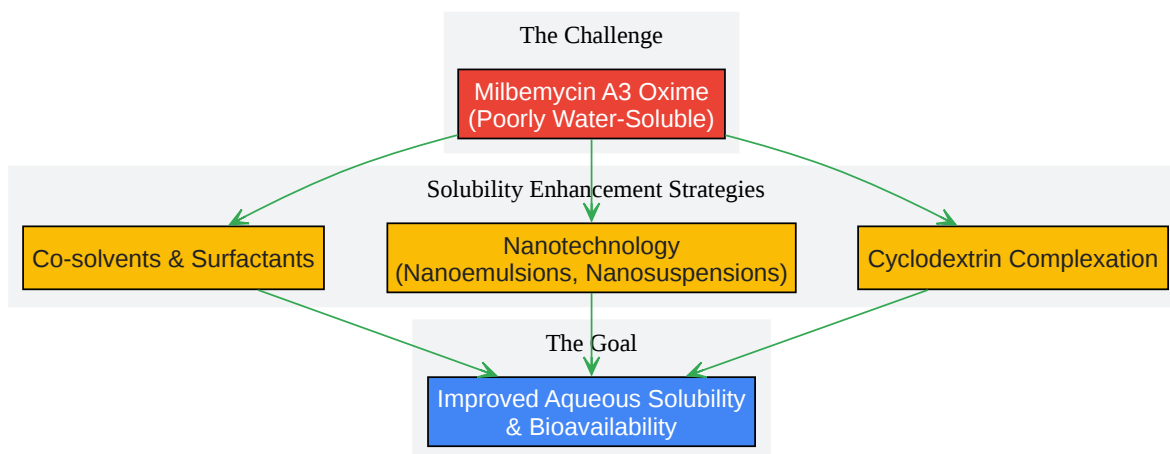 The Challenge
Milbemycin A3 Oxime
(Poorly Water-Soluble)
Solubility Enhancement Strategies
Co-solvents & Surfactants
Nanotechnology
(Nanoemulsions, Nanosuspensions)
Cyclodextrin Complexation
The Goal
Improved Aqueous Solubility
& Bioavailability